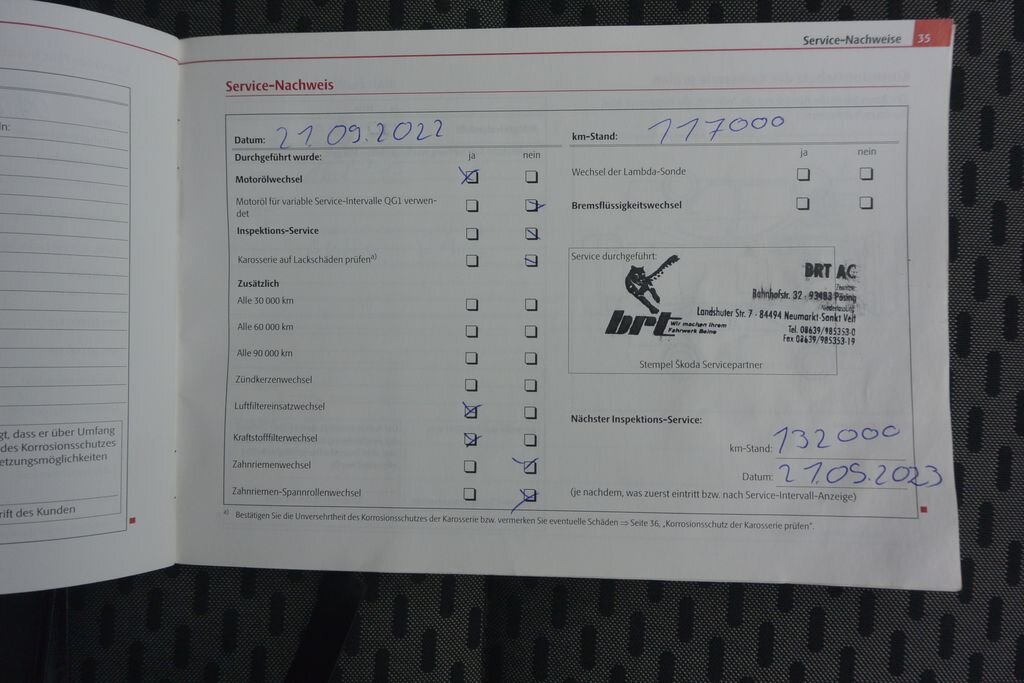 Service-Nachweise 35
Service-Nachweis
Datum: 21.09.2022
km-Stand: 117000
Durchgeführt wurde: ja nein
ja nein
Motorölwechsel
Wechsel der Lambda-Sonde
Motoröl für variable Service-Intervalle QG1 verwen-
det
Bremsflüssigkeitswechsel
Inspektions-Service
Karosserie auf Lackschäden prüfen a)
Zusätzlich
Alle 30 000 km
Alle 60 000 km
Alle 90 000 km
Zündkerzenwechsel
Luftfiltereinsatzwechsel
Kraftstofffilterwechsel
Zahnriemenwechsel
Zahnriemen-Spannrollenwechsel
Service durchgeführt:
brt
Wir machen Ihrem
Fahrwerk Beine
BRT AG
Bahnhofstr. 32 - 93483 Pösing
Landshuter Str. 7 - 84494 Neumarkt-Sankt Veit
Tel. 08639/985353-0
Fax 08639/985353-19
Stempel Škoda Servicepartner
Nächster Inspektions-Service:
km-Stand: 132000
Datum: 21.09.2023
(je nachdem, was zuerst eintritt bzw. nach Service-Intervall-Anzeige)
a) Bestätigen Sie die Unversehrtheit des Korrosionsschutzes der Karosserie bzw. vermerken Sie eventuelle Schäden ⇒ Seite 36, „Korrosionsschutz der Karosserie prüfen".
ln:
gt, dass er über Umfang
des Korrosionsschutzes
etzungsmöglichkeiten
rift des Kunden